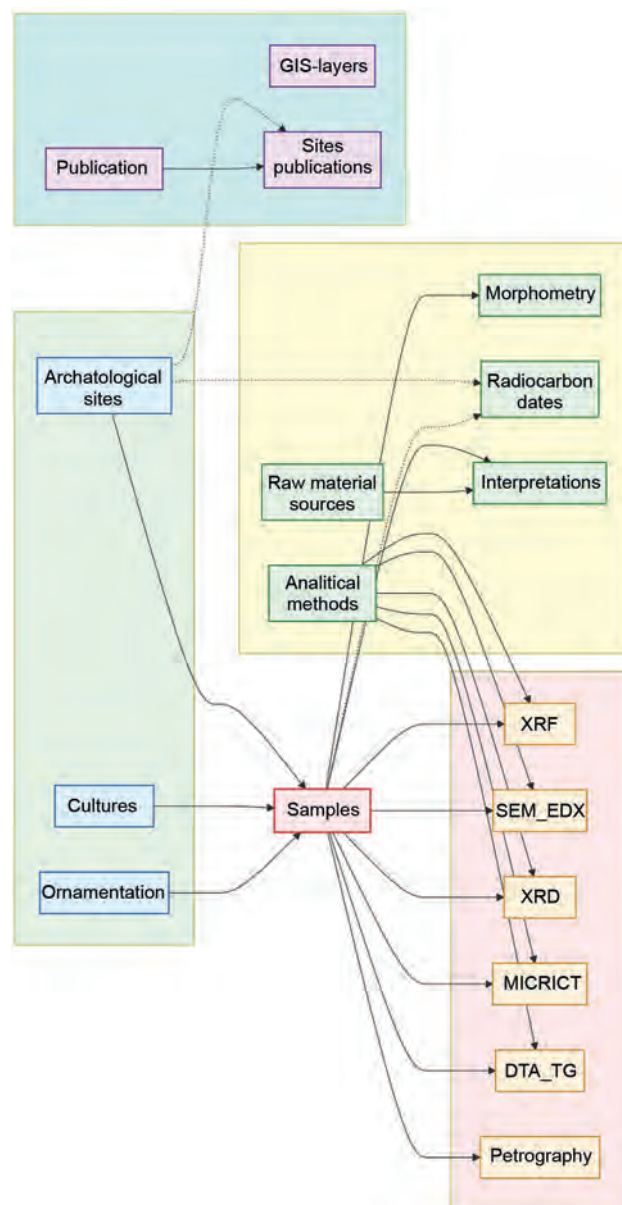 GIS-layers
Publication
Sites
publications
Morphometry
Archatological
sites
Radiocarbon
dates
Raw material
sources
Interpretations
Analitical
methods
XRF
Cultures
Samples
SEM_EDX
Ornamentation
XRD
MICRICT
DTA_TG
Petrography